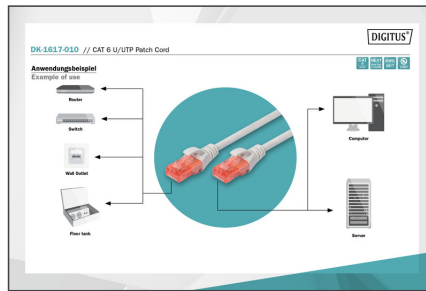 DIGITUS®
DK-1617-010 // CAT 6 U/UTP Patch Cord
Anwendungsbeispiel
Example of use
Router
Switch
Wall Outlet
Floor tank
Computer
Server